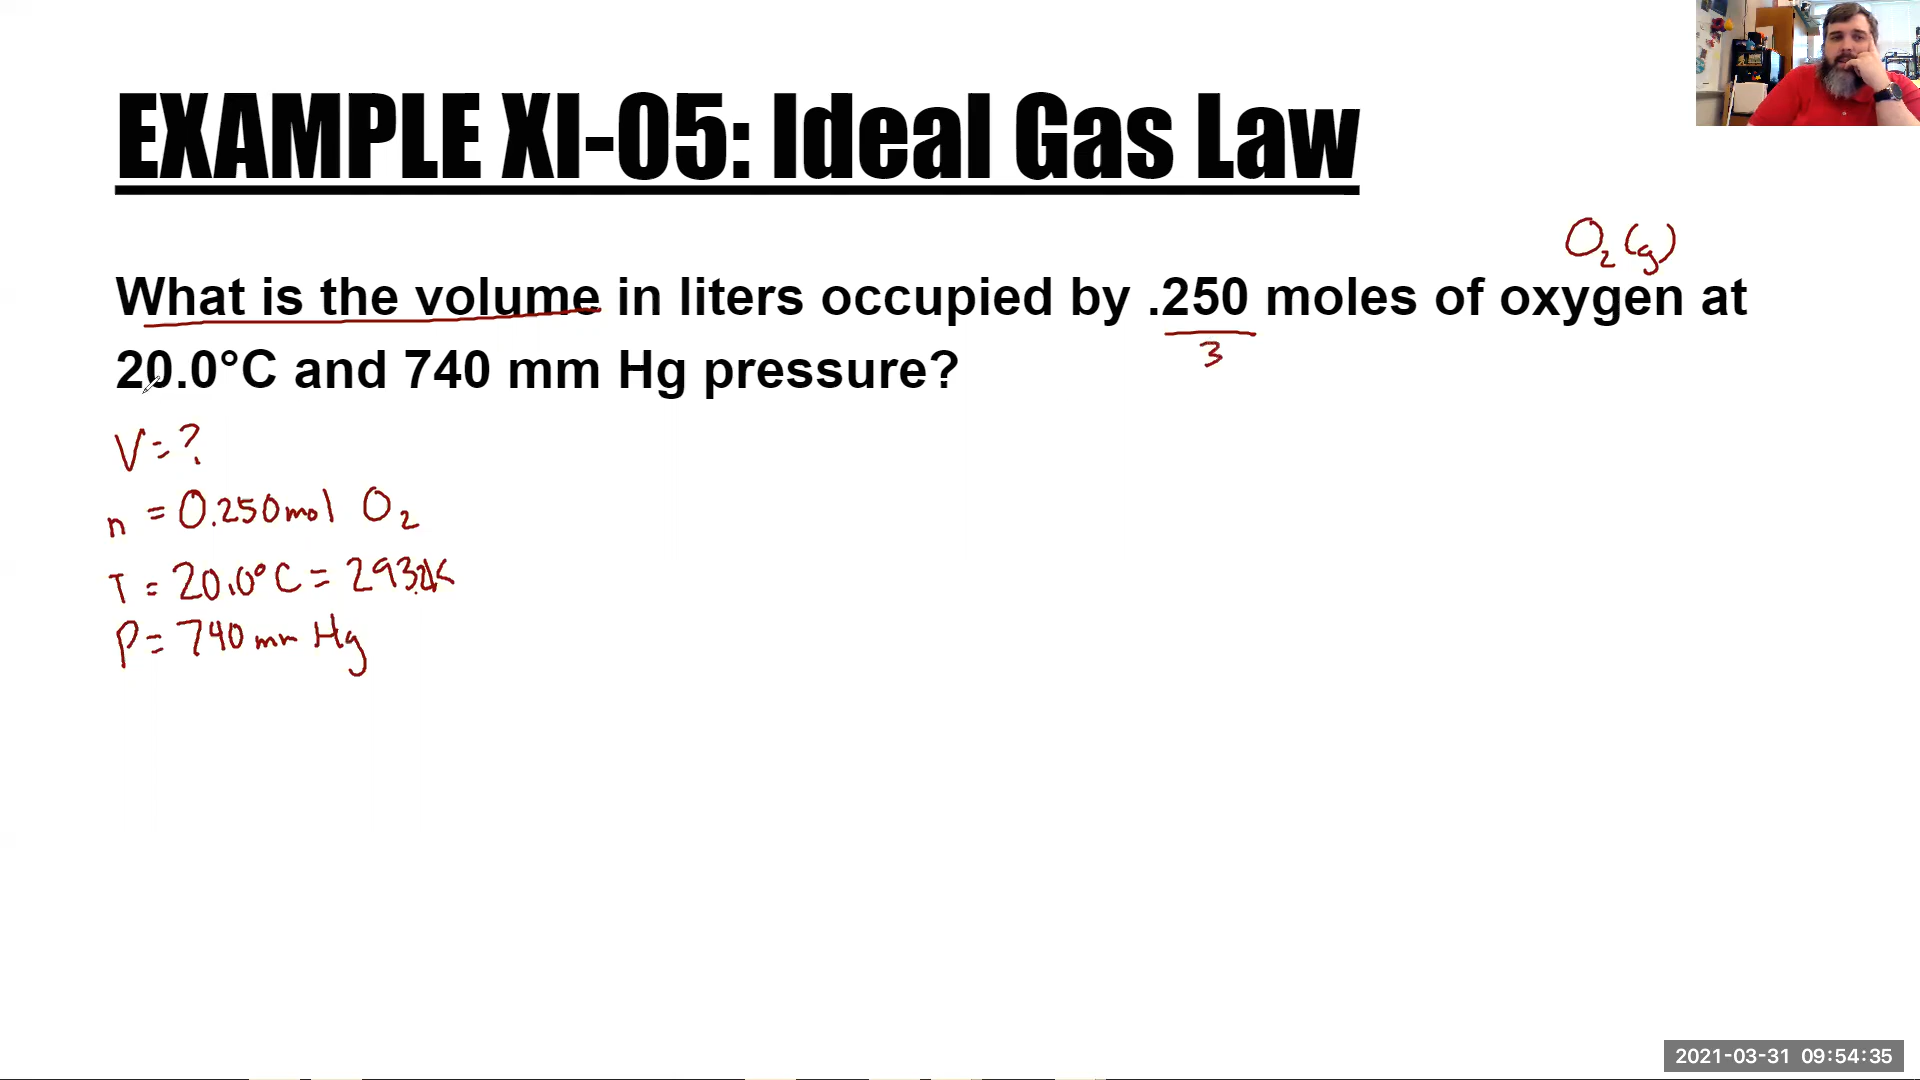 EXAMPLE XI-05: Ideal Gas Law
O₂ (g)
What is the volume in liters occupied by .250 moles of oxygen at
3
20.0°C and 740 mm Hg pressure?
V = ?
n = 0.250 mol O₂
T = 20.0°C = 293.2K
P = 740 mm Hg
2021-03-31 09:54:35